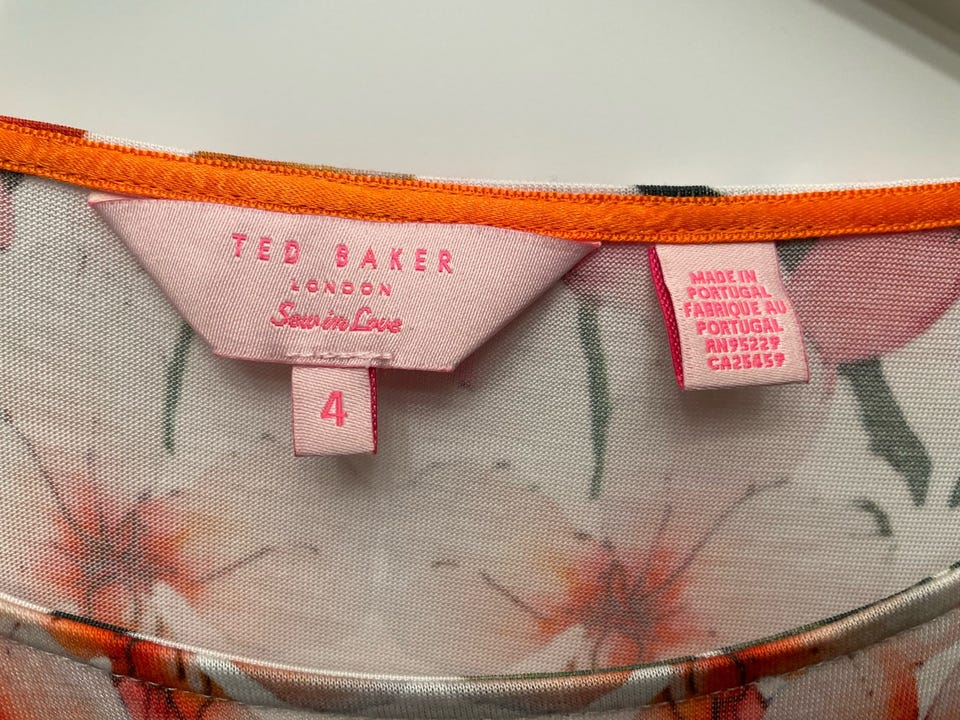 TED BAKER
LONDON
Sew in Love
4
MADE IN
PORTUGAL
FABRIQUE AU
PORTUGAL
RN95229
CA25459